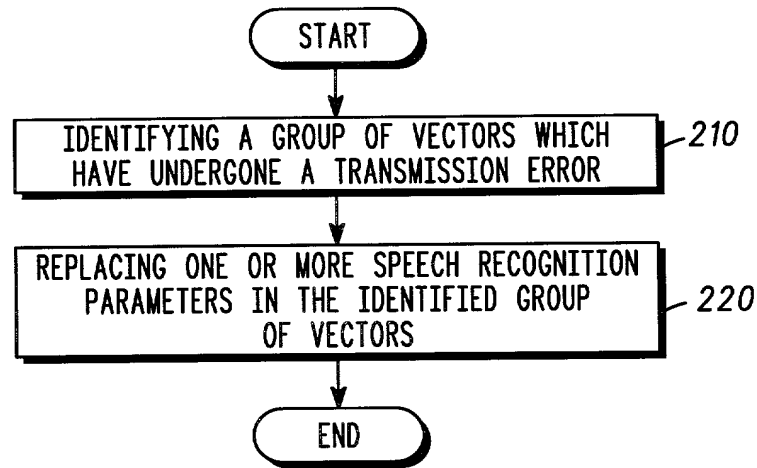 START
IDENTIFYING A GROUP OF VECTORS WHICH
HAVE UNDERGONE A TRANSMISSION ERROR
210
REPLACING ONE OR MORE SPEECH RECOGNITION
PARAMETERS IN THE IDENTIFIED GROUP
OF VECTORS
220
END